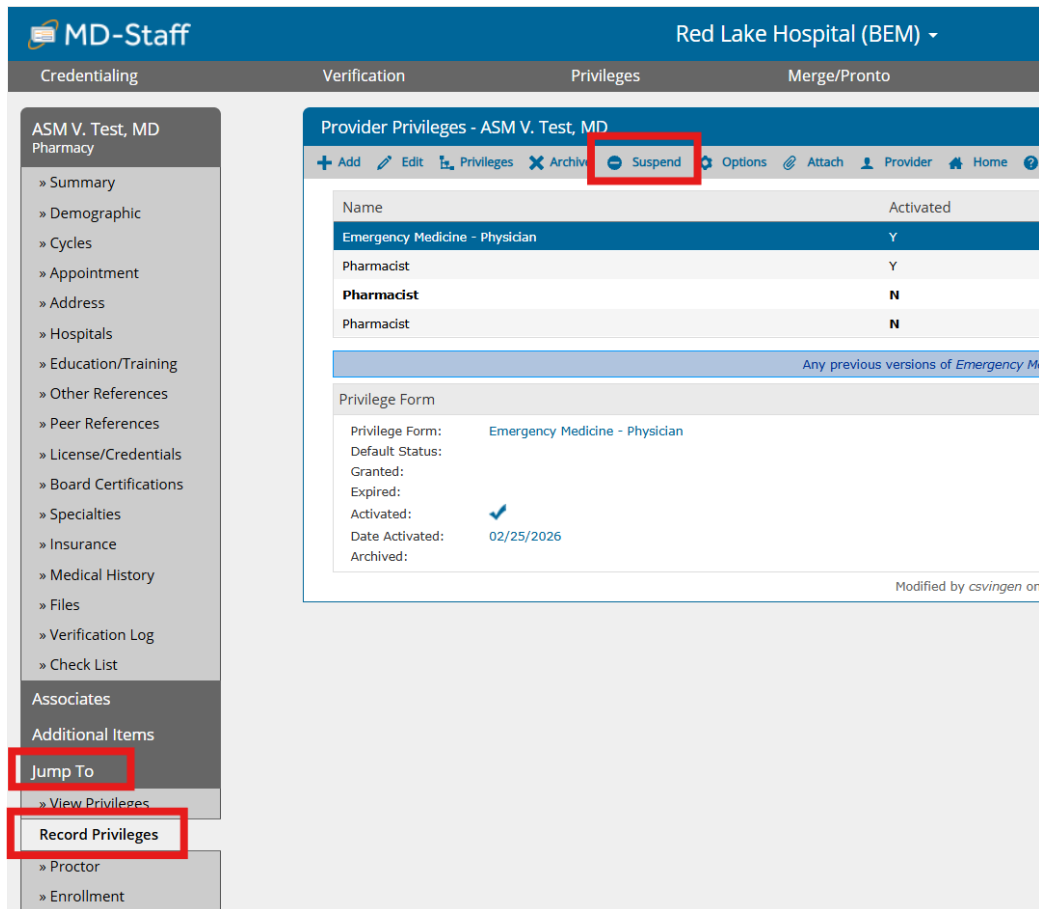 MD-Staff
Red Lake Hospital (BEM)
Credentialing Verification Privileges Merge/Pronto
ASM V. Test, MD
Pharmacy
» Summary
» Demographic
» Cycles
» Appointment
» Address
» Hospitals
» Education/Training
» Other References
» Peer References
» License/Credentials
» Board Certifications
» Specialties
» Insurance
» Medical History
» Files
» Verification Log
» Check List
Associates
Additional Items
Jump To
» View Privileges
Record Privileges
» Proctor
» Enrollment
Provider Privileges - ASM V. Test, MD
Add Edit Privileges Archiv Suspend Options Attach Provider Home
Name Activated
Emergency Medicine - Physician Y
Pharmacist Y
Pharmacist N
Pharmacist N
Any previous versions of Emergency M
Privilege Form
Privilege Form: Emergency Medicine - Physician
Default Status:
Granted:
Expired:
Activated:
Date Activated: 02/25/2026
Archived:
Modified by csvingen on